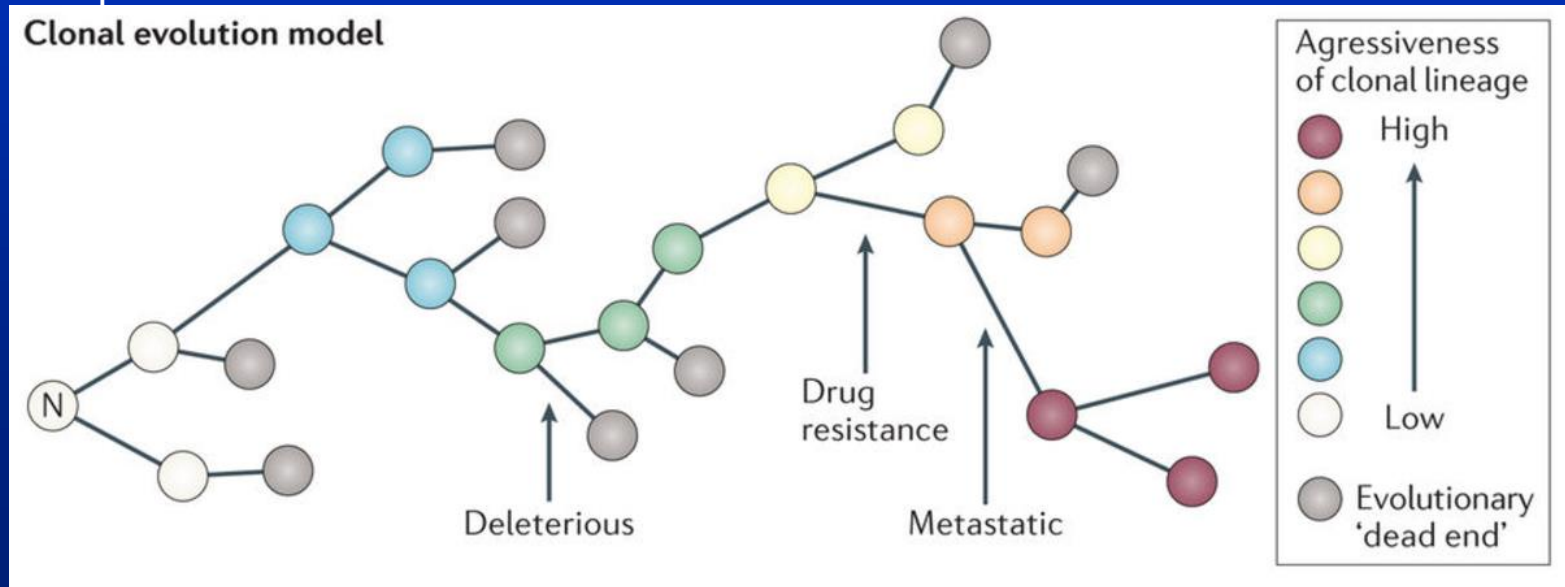 Clonal evolution model
N
Deleterious
Drug
resistance
Metastatic
Agressiveness
of clonal lineage
High
Low
Evolutionary
‘dead end’